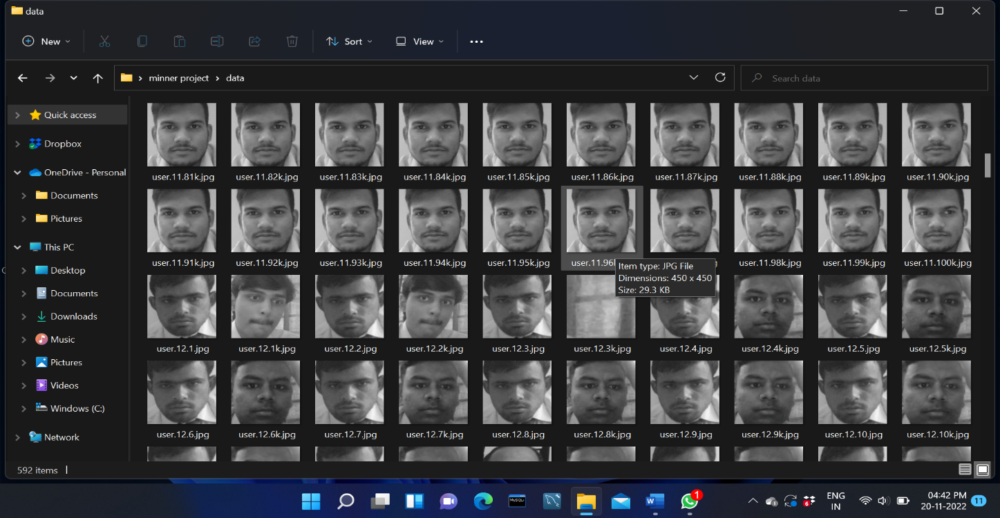 data
New
Sort
View
minner project
data
Search data
Quick access
Dropbox
OneDrive - Personal
Documents
Pictures
This PC
Desktop
Documents
Downloads
Music
Pictures
Videos
Windows (C:)
Network
user.11.81k.jpg user.11.82k.jpg user.11.83k.jpg user.11.84k.jpg user.11.85k.jpg user.11.86k.jpg user.11.87k.jpg user.11.88k.jpg user.11.89k.jpg user.11.90k.jpg
user.11.91k.jpg user.11.92k.jpg user.11.93k.jpg user.11.94k.jpg user.11.95k.jpg user.11.96 user.11.98k.jpg user.11.99k.jpg user.11.100k.jpg
Item type: JPG File
Dimensions: 450 x 450
Size: 29.3 KB
user.12.1.jpg user.12.1k.jpg user.12.2.jpg user.12.2k.jpg user.12.3.jpg user.12.3k.jpg user.12.4.jpg user.12.4k.jpg user.12.5.jpg user.12.5k.jpg
user.12.6.jpg user.12.6k.jpg user.12.7.jpg user.12.7k.jpg user.12.8.jpg user.12.8k.jpg user.12.9.jpg user.12.9k.jpg user.12.10.jpg user.12.10k.jpg
592 items
MySQL
W
1
6
ENG
IN
04:42 PM
20-11-2022
11